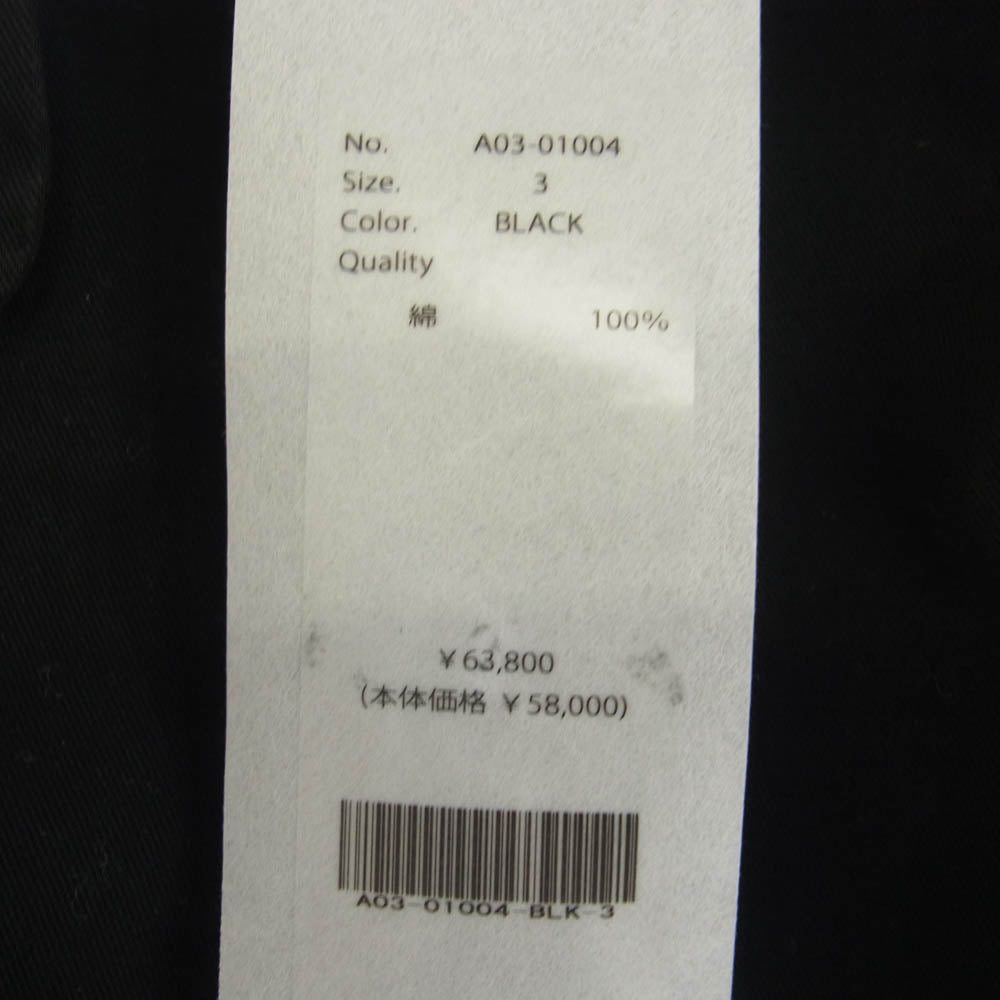 No. A03-01004
Size. 3
Color. BLACK
Quality
綿 100%
¥63,800
(本体価格 ¥58,000)
A03-01004-BLK-3